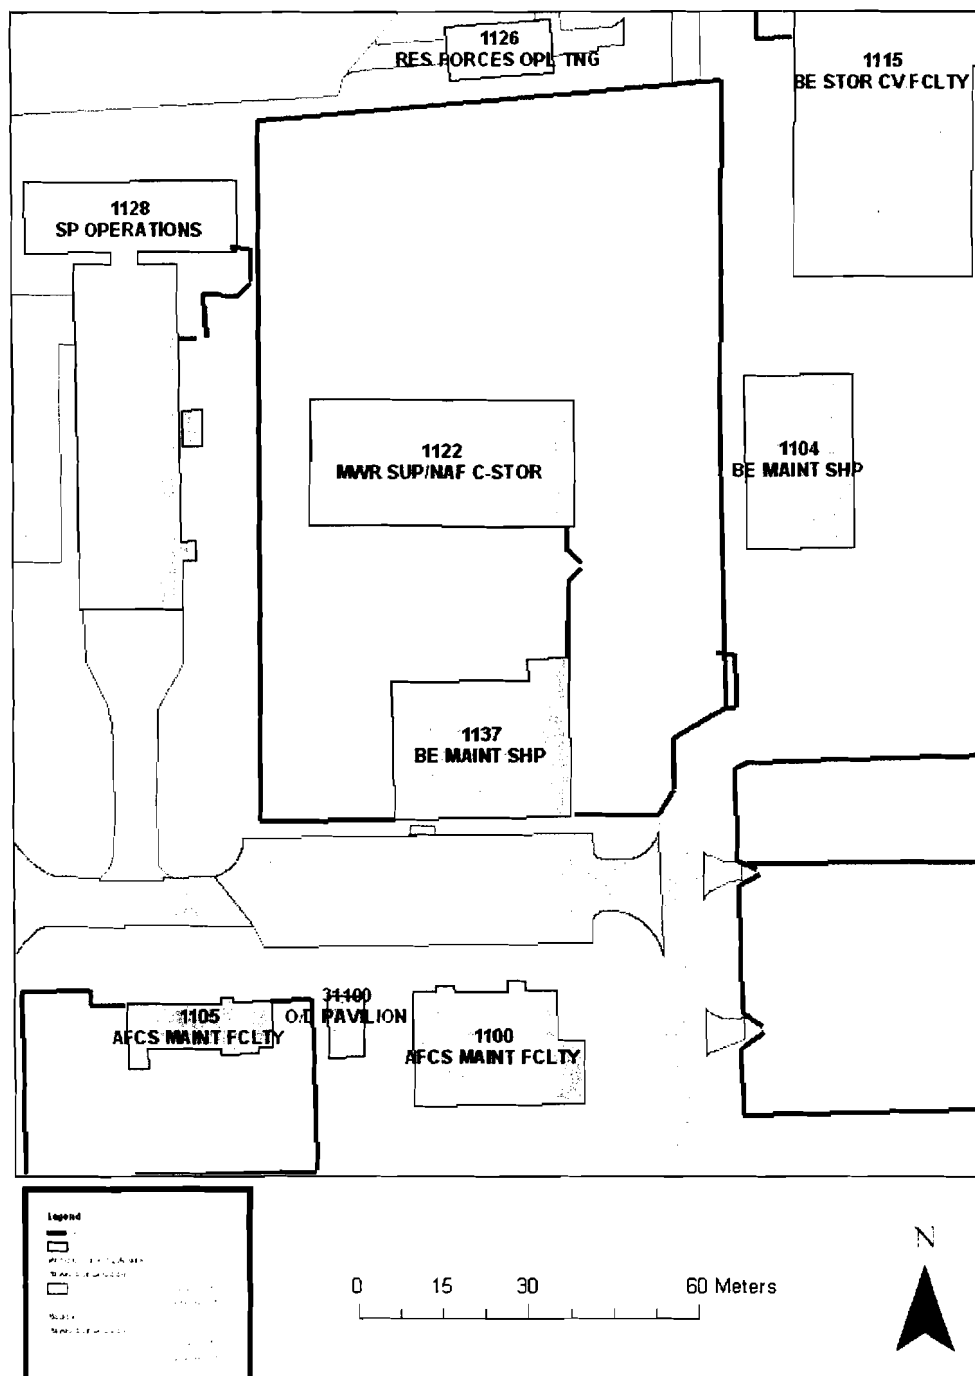 1126
RES FORCES OPL TNG
1115
BE STOR CV FCLTY
1128
SP OPERATIONS
1122
MWR SUP/NAF C-STOR
1104
BE MAINT SHP
1137
BE MAINT SHP
31100
O/D PAVILION
1105
AFCS MAINT FCLTY
1100
AFCS MAINT FCLTY
Legend
N
0 15 30 60 Meters